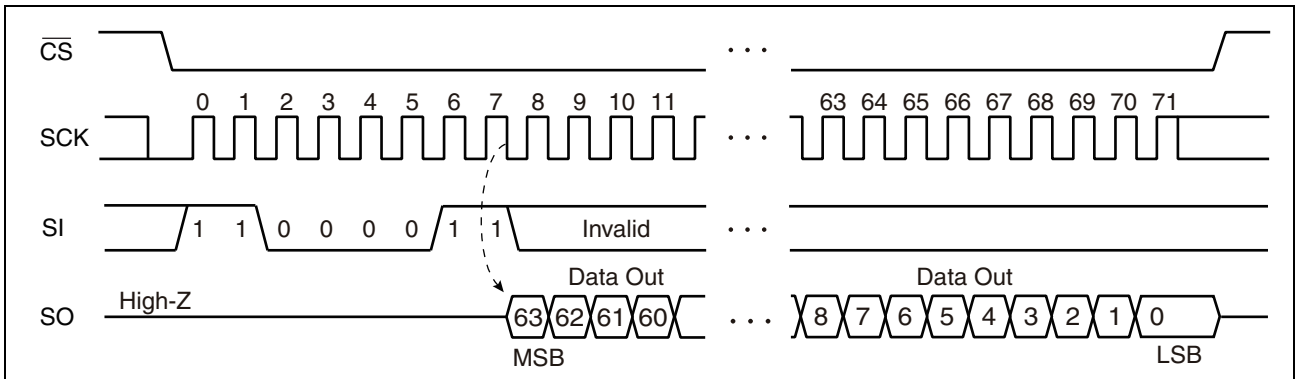 CS
0 1 2 3 4 5 6 7 8 9 10 11 63 64 65 66 67 68 69 70 71
SCK
SI 1 1 0 0 0 0 1 1 Invalid
Data Out Data Out
High-Z
SO 63 62 61 60 8 7 6 5 4 3 2 1 0
MSB LSB